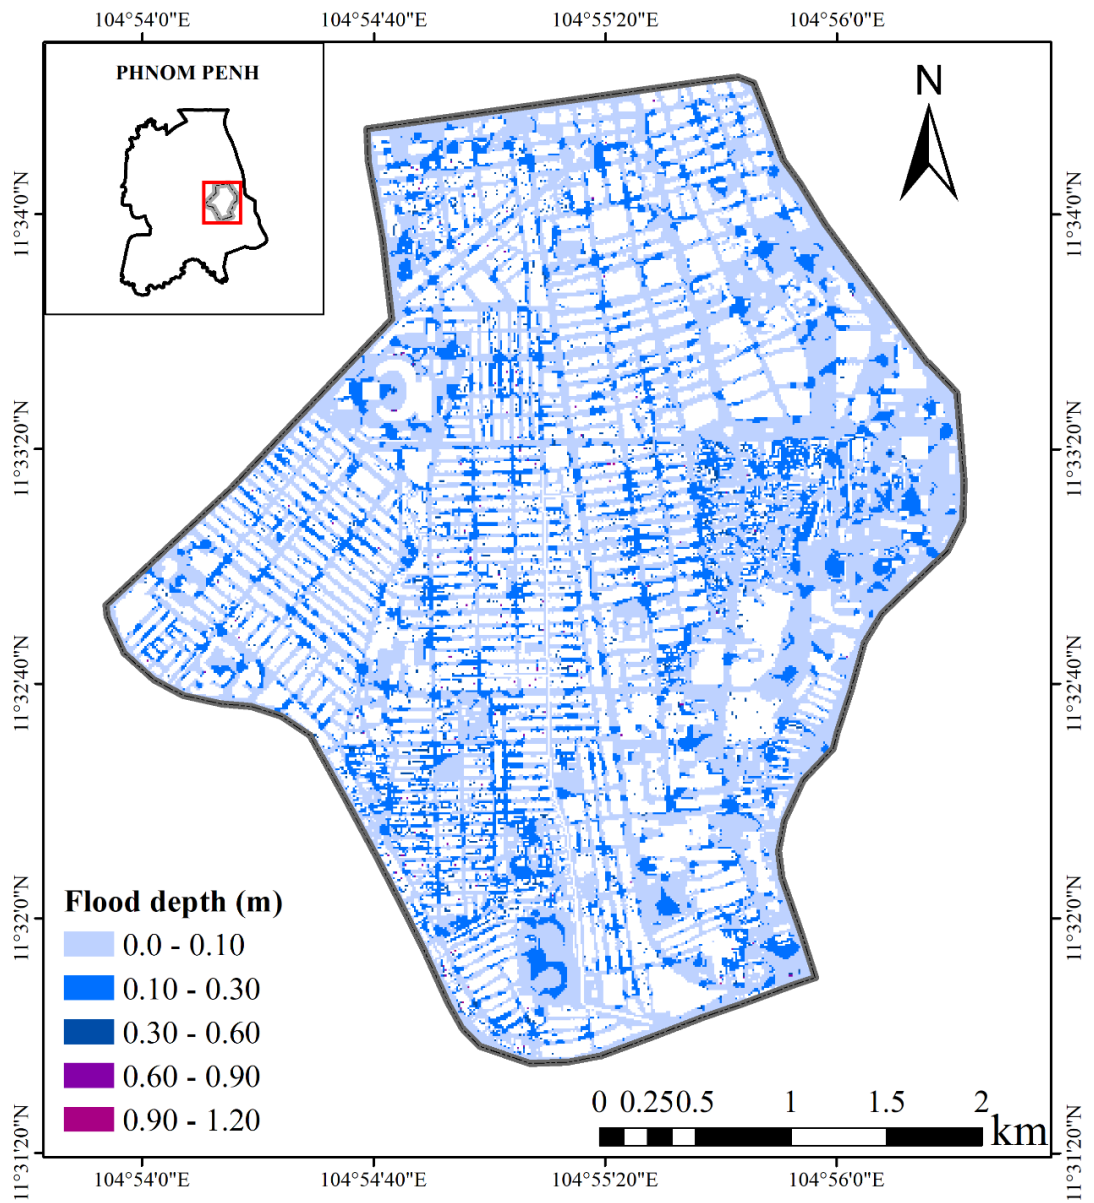 104°54'0"E 104°54'40"E 104°55'20"E 104°56'0"E
PHNOM PENH
N
11°34'0"N 11°34'0"N
11°33'20"N 11°33'20"N
11°32'40"N 11°32'40"N
Flood depth (m)
11°32'0"N 11°32'0"N
0.0 - 0.10
0.10 - 0.30
0.30 - 0.60
0.60 - 0.90
0.90 - 1.20
0 0.25 0.5 1 1.5 2
km
11°31'20"N 11°31'20"N
104°54'0"E 104°54'40"E 104°55'20"E 104°56'0"E